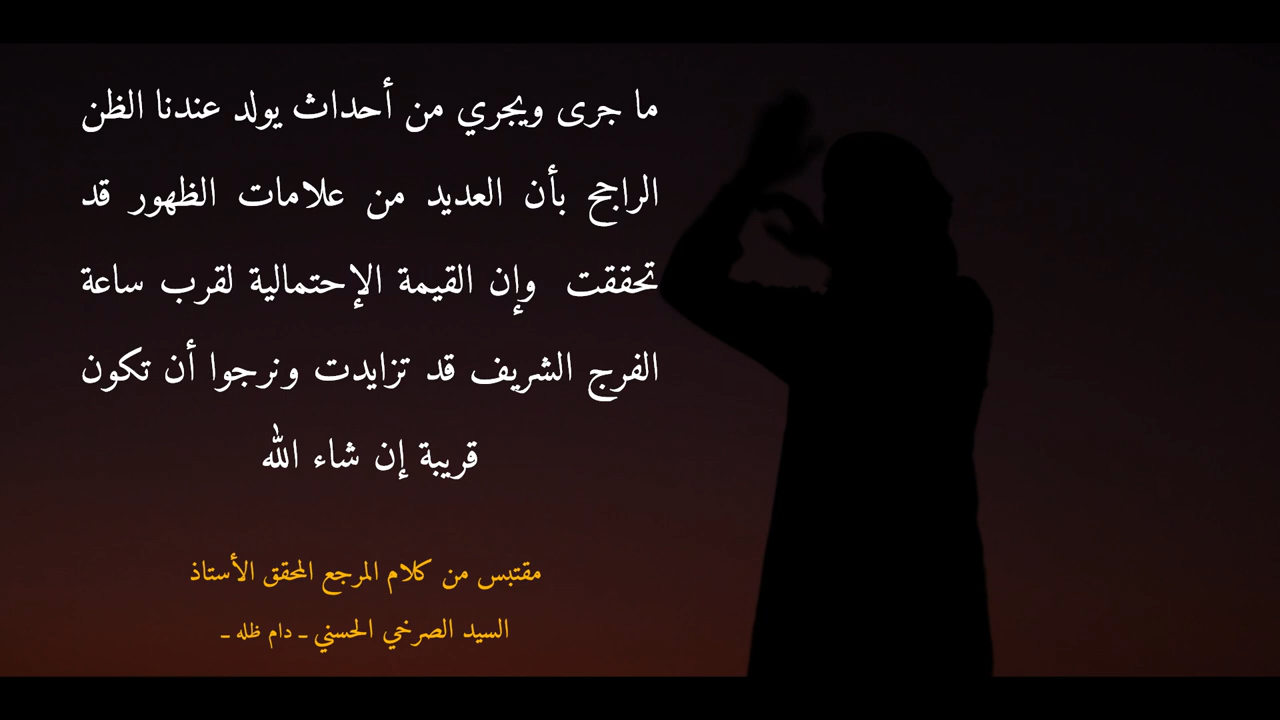 ما جرى ويجري من أحداث يولد عندنا الظن
الراجح بأن العديد من علامات الظهور قد
تحققت وإن القيمة الإحتمالية لقرب ساعة
الفرج الشريف قد تزايدت ونرجوا أن تكون
قريبة إن شاء الله
مقتبس من كلام المرجع المحقق الأستاذ
السيد الصرخي الحسني ـ دام ظله ـ